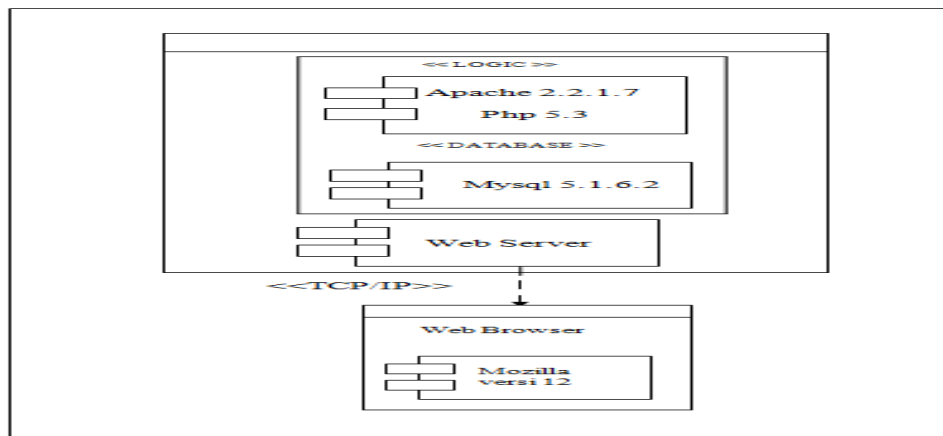 << LOGIC >>
Apache 2.2.1.7
Php 5.3
<< DATABASE >>
Mysql 5.1.6.2
Web Server
<<TCP/IP>>
Web Browser
Mozilla
versi 12